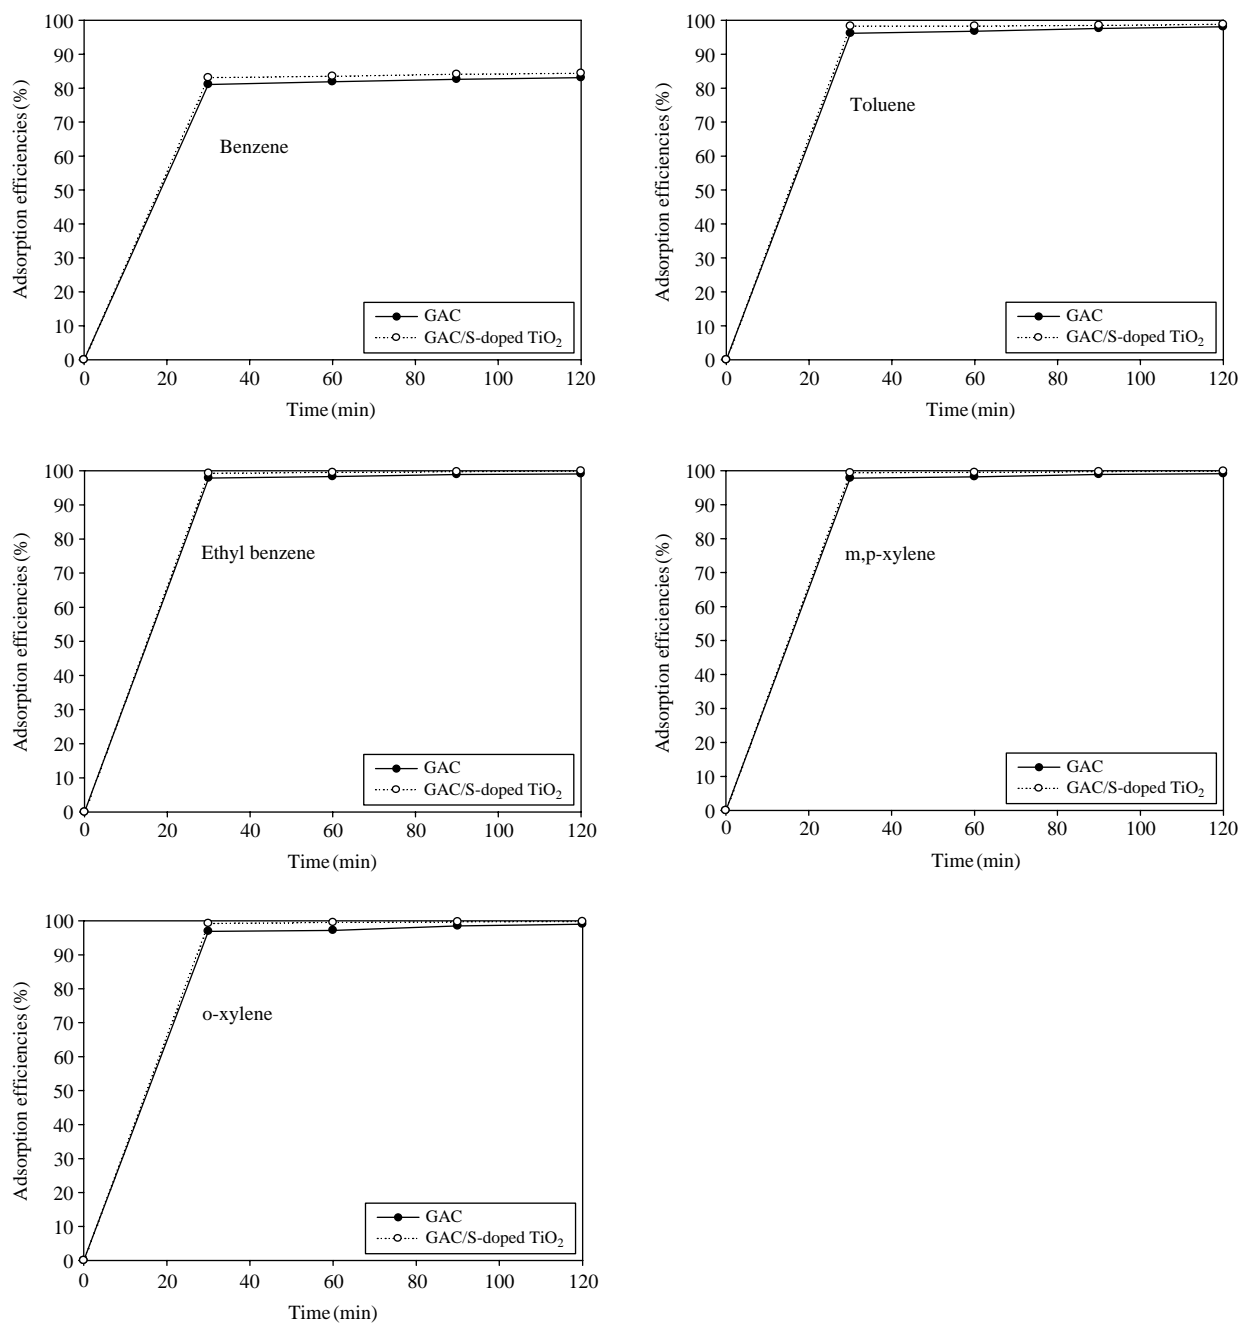 Adsorption efficiencies (%)
100
90
80
70
60
50
40
30
20
10
0
Benzene
GAC
GAC/S-doped TiO₂
0 20 40 60 80 100 120
Time (min)
Adsorption efficiencies (%)
100
90
80
70
60
50
40
30
20
10
0
Toluene
GAC
GAC/S-doped TiO₂
0 20 40 60 80 100 120
Time (min)
Adsorption efficiencies (%)
100
90
80
70
60
50
40
30
20
10
0
Ethyl benzene
GAC
GAC/S-doped TiO₂
0 20 40 60 80 100 120
Time (min)
Adsorption efficiencies (%)
100
90
80
70
60
50
40
30
20
10
0
m,p-xylene
GAC
GAC/S-doped TiO₂
0 20 40 60 80 100 120
Time (min)
Adsorption efficiencies (%)
100
90
80
70
60
50
40
30
20
10
0
o-xylene
GAC
GAC/S-doped TiO₂
0 20 40 60 80 100 120
Time (min)